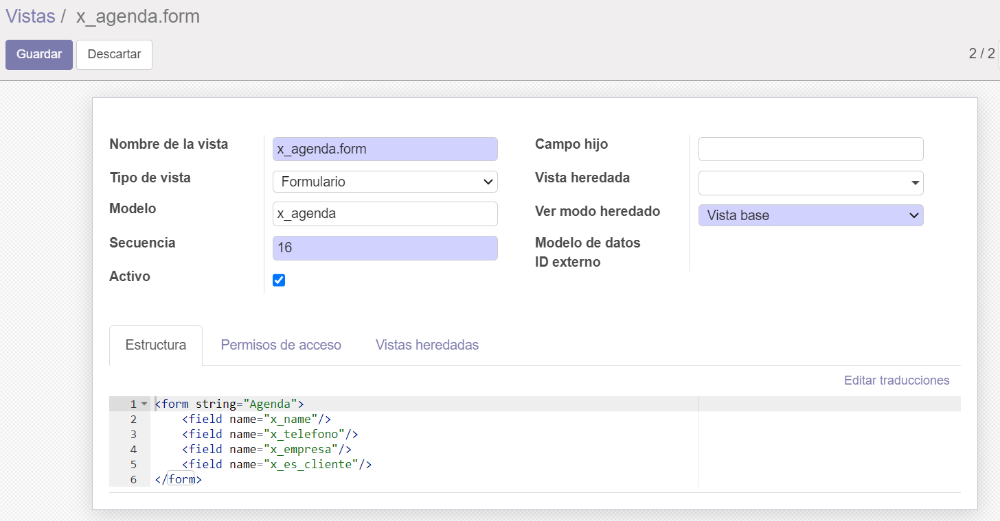 Vistas / x_agenda.form
Guardar Descartar 2 / 2
Nombre de la vista x_agenda.form Campo hijo
Tipo de vista Formulario Vista heredada
Modelo x_agenda Ver modo heredado Vista base
Secuencia 16 Modelo de datos
ID externo
Activo
Estructura Permisos de acceso Vistas heredadas
Editar traducciones
1 <form string="Agenda">
2 <field name="x_name"/>
3 <field name="x_telefono"/>
4 <field name="x_empresa"/>
5 <field name="x_es_cliente"/>
6 </form>